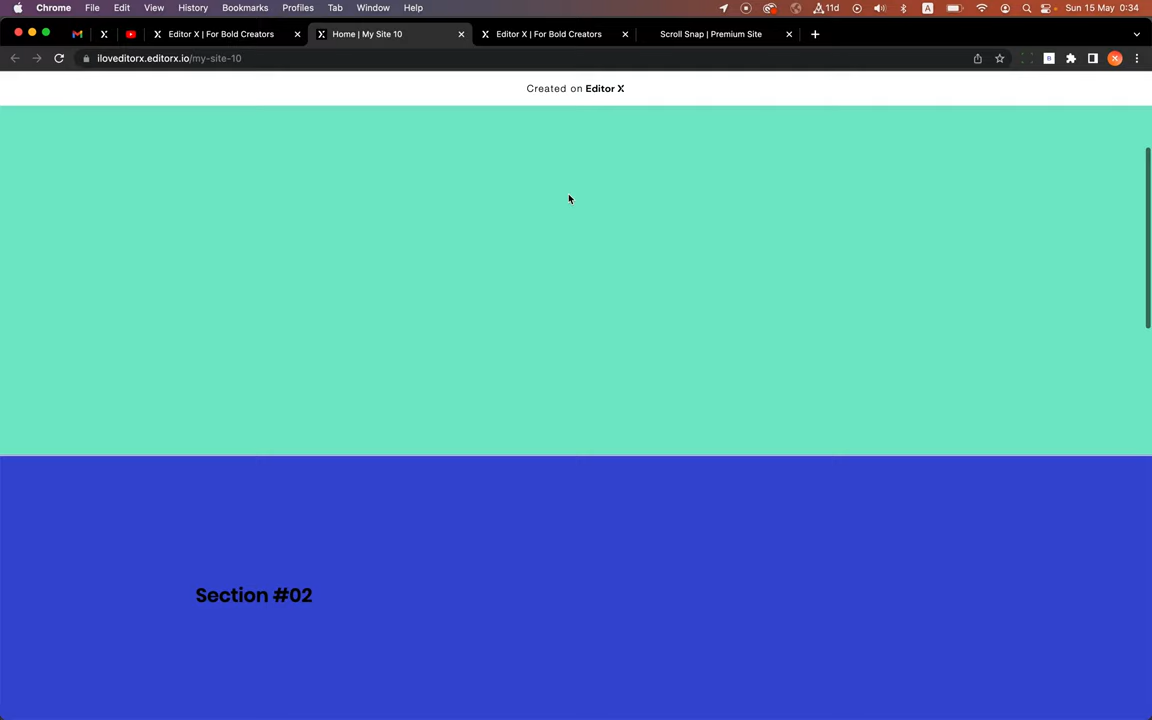 Chrome File Edit View History Bookmarks Profiles Tab Window Help 11d A Sun 15 May 0:34
Editor X | For Bold Creators Home | My Site 10 Editor X | For Bold Creators Scroll Snap | Premium Site
iloveditorx.editorx.io/my-site-10
Created on Editor X
Section #02